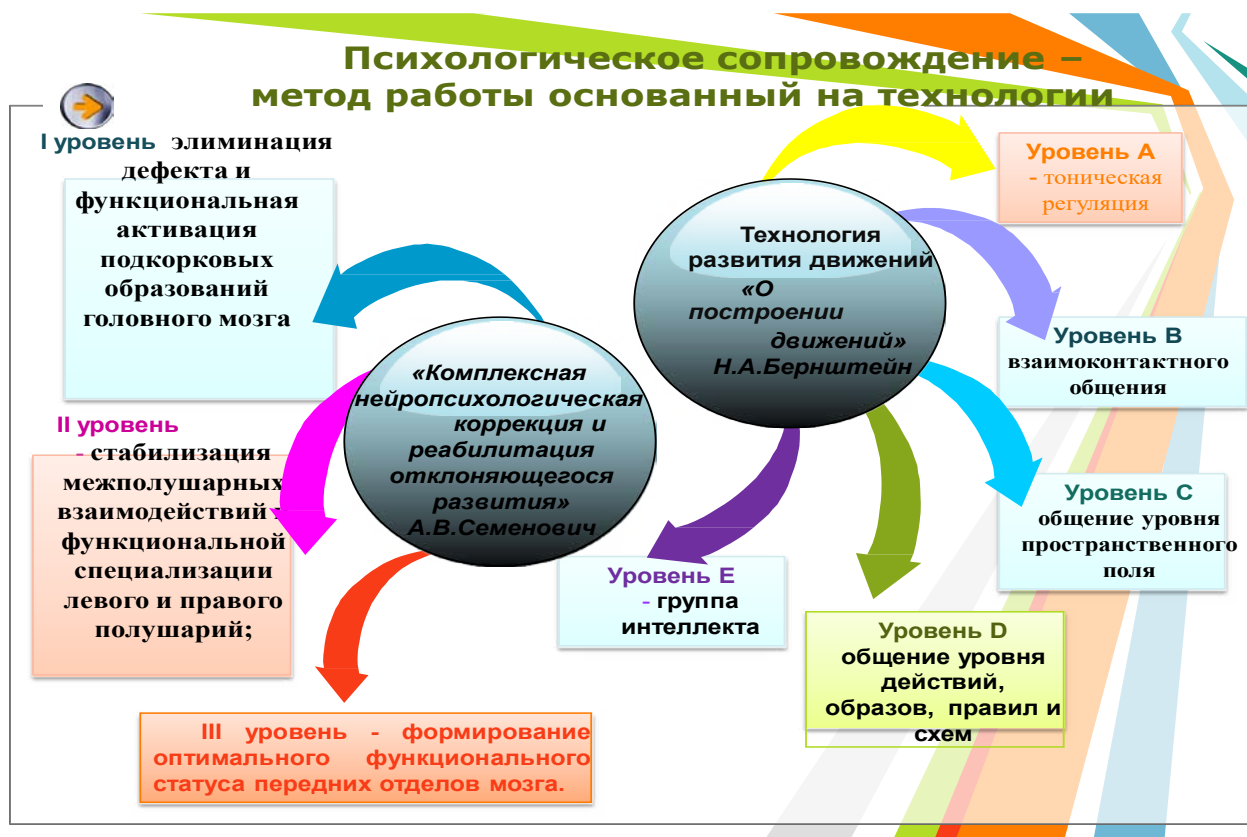 Психологическое сопровождение –
метод работы основанный на технологии
I уровень элиминация
дефекта и
функциональная
активация
подкорковых
образований
головного мозга
II уровень
- стабилизация
межполушарных
взаимодействий
функциональной
специализации
левого и правого
полушарий;
III уровень - формирование
оптимального функционального
статуса передних отделов мозга.
«Комплексная
нейропсихологическая
коррекция и
реабилитация
отклоняющегося
развития»
А.В.Семенович
Технология
развития движений
«О
построении
движений»
Н.А.Бернштейн
Уровень А
- тоническая
регуляция
Уровень В
взаимоконтактного
общения
Уровень С
общение уровня
пространственного
поля
Уровень D
общение уровня
действий,
образов, правил и
схем
Уровень Е
- группа
интеллекта